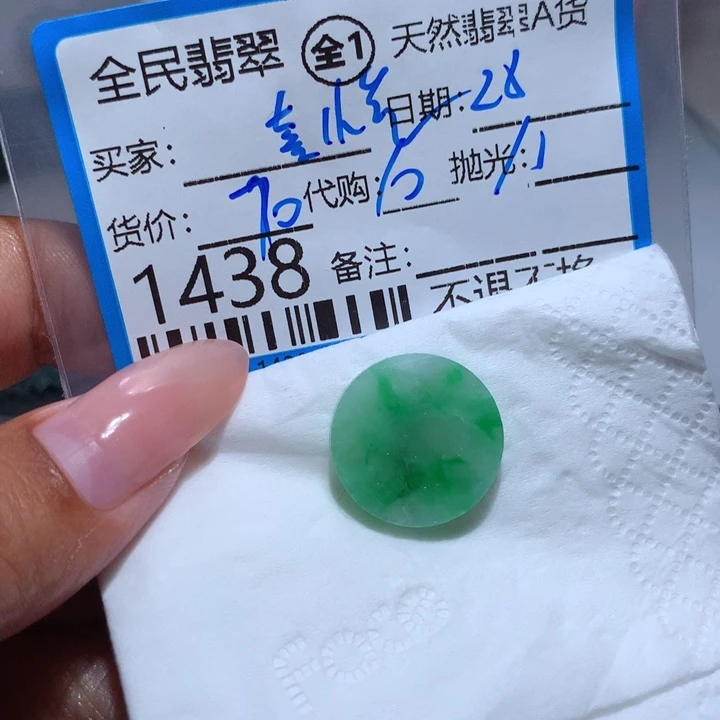 全民翡翠 全1 天然翡翠A货
买家: 日期: 28
货价: 70 代购: 10 抛光:
1438 备注:
不退不换